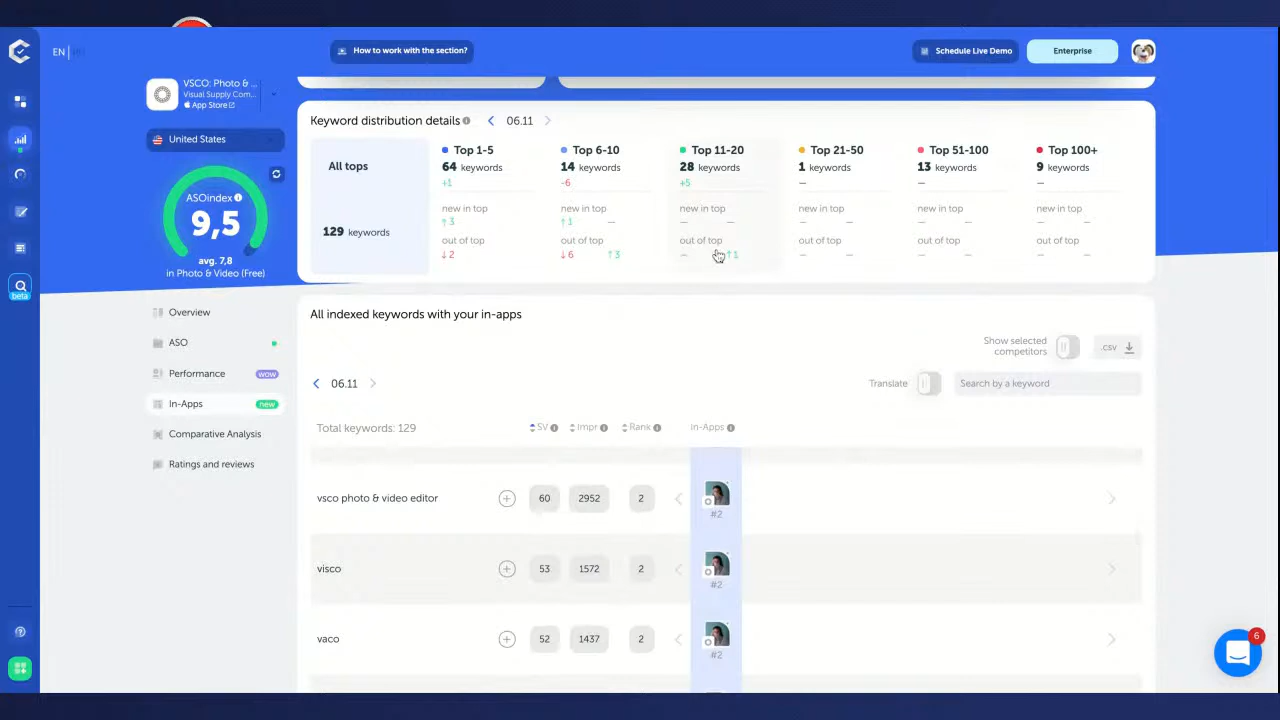 EN
How to work with the section?
Schedule Live Demo
Enterprise
VSCO: Photo & ...
Visual Supply Com...
App Store
United States
ASOindex
9,5
avg. 7,8
in Photo & Video (Free)
beta
Overview
ASO
Performance wow
In-Apps new
Comparative Analysis
Ratings and reviews
Keyword distribution details 06.11
All tops
129 keywords
Top 1-5
64 keywords
+1
new in top
↑3
out of top
↓2
Top 6-10
14 keywords
-6
new in top
↑1 —
out of top
↓6 ↑3
Top 11-20
28 keywords
+5
new in top
— —
out of top
— ↑1
Top 21-50
1 keywords
—
new in top
— —
out of top
— —
Top 51-100
13 keywords
—
new in top
— —
out of top
— —
Top 100+
9 keywords
—
new in top
— —
out of top
— —
All indexed keywords with your in-apps
Show selected
competitors
.csv
06.11
Translate
Search by a keyword
Total keywords: 129 SV Impr Rank In-Apps
vsco photo & video editor 60 2952 2
#2
visco 53 1572 2
#2
vaco 52 1437 2
#2
6